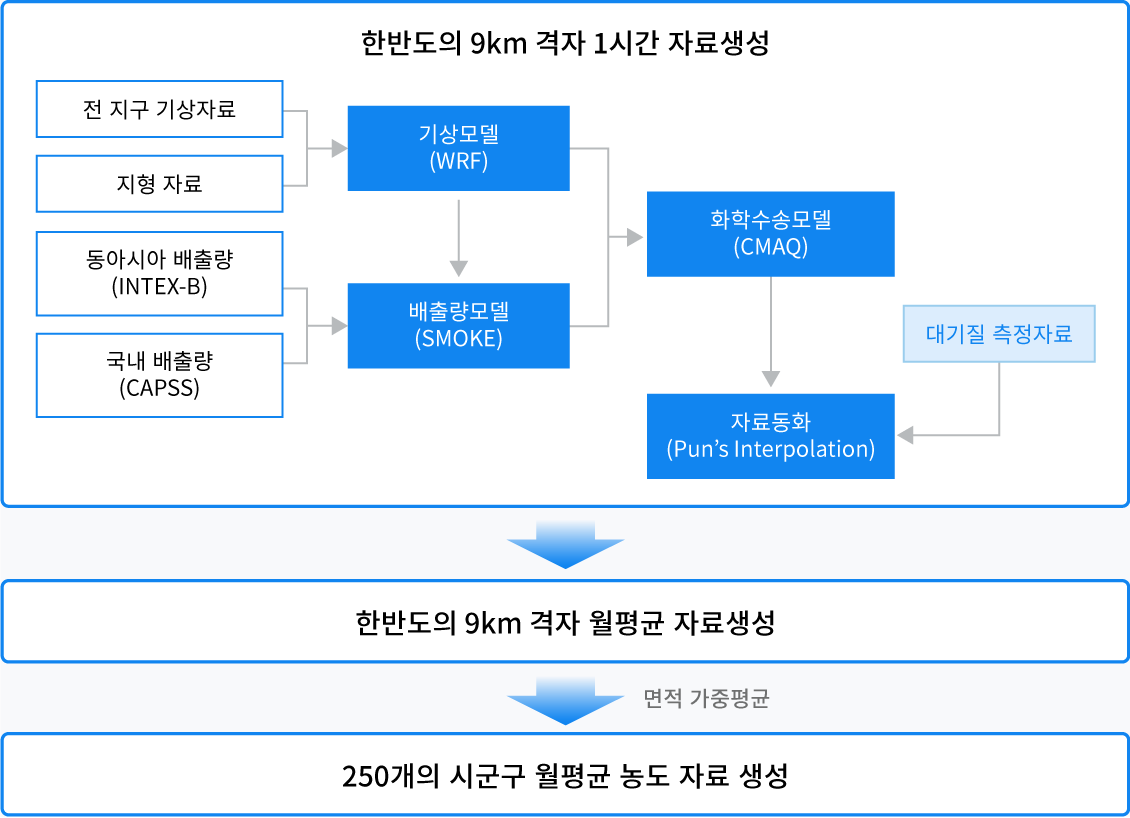 한반도의 9km 격자 1시간 자료생성
전 지구 기상자료
지형 자료
동아시아 배출량
(INTEX-B)
국내 배출량
(CAPSS)
기상모델
(WRF)
배출량모델
(SMOKE)
화학수송모델
(CMAQ)
대기질 측정자료
자료동화
(Pun’s Interpolation)
한반도의 9km 격자 월평균 자료생성
면적 가중평균
250개의 시군구 월평균 농도 자료 생성